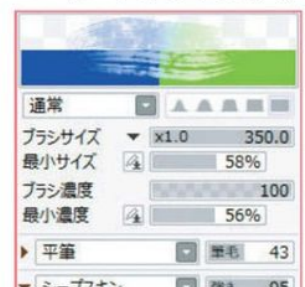 通常
ブラシサイズ ×1.0 350.0
最小サイズ 58%
ブラシ濃度 100
最小濃度 56%
平筆 筆毛 43